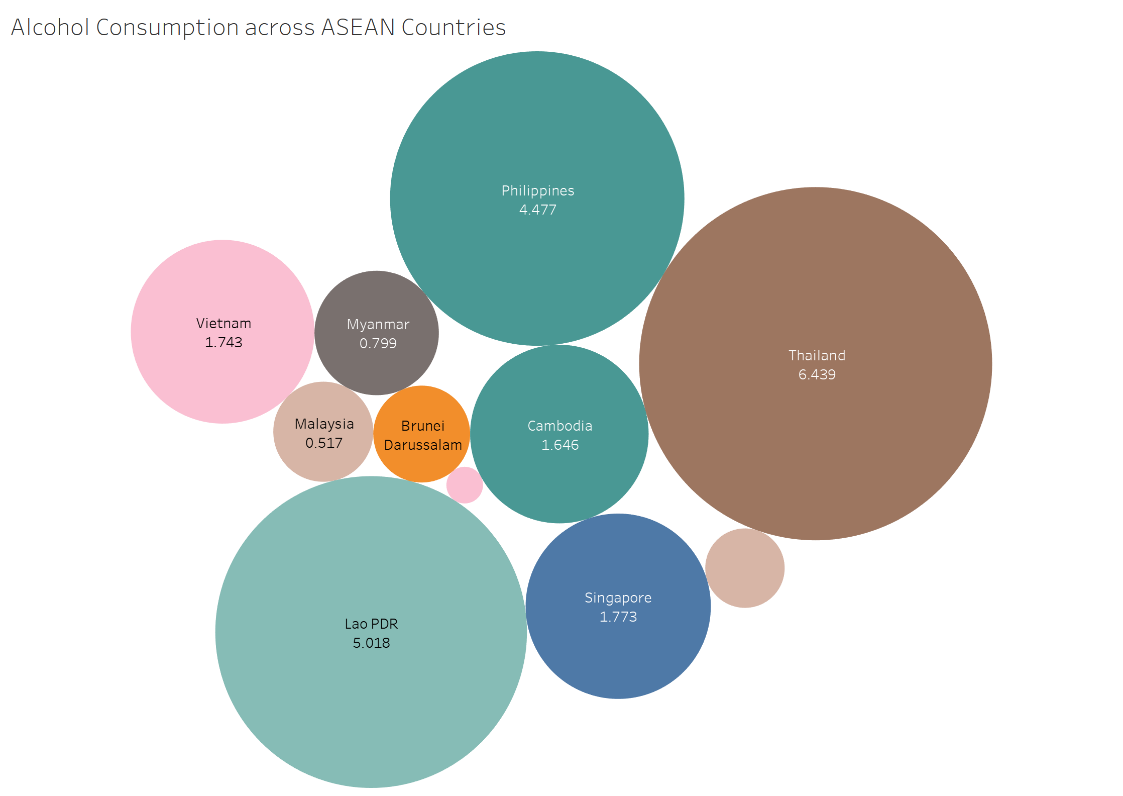 Alcohol Consumption across ASEAN Countries
Philippines
4.477
Vietnam
1.743
Myanmar
0.799
Thailand
6.439
Malaysia
0.517
Brunei
Darussalam
Cambodia
1.646
Lao PDR
5.018
Singapore
1.773